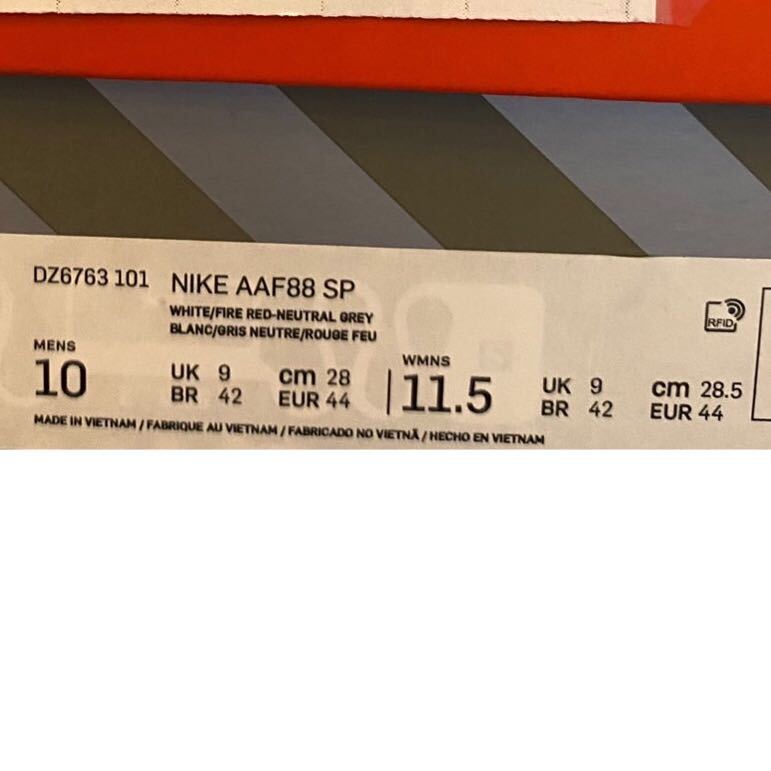 DZ6763 101 NIKE AAF88 SP
WHITE/FIRE RED-NEUTRAL GREY
BLANC/GRIS NEUTRE/ROUGE FEU
RFID
MENS
10
UK 9 cm 28
BR 42 EUR 44
WMNS
11.5
UK 9 cm 28.5
BR 42 EUR 44
MADE IN VIETNAM / FABRIQUE AU VIETNAM / FABRICADO NO VIETNÃ / HECHO EN VIETNAM